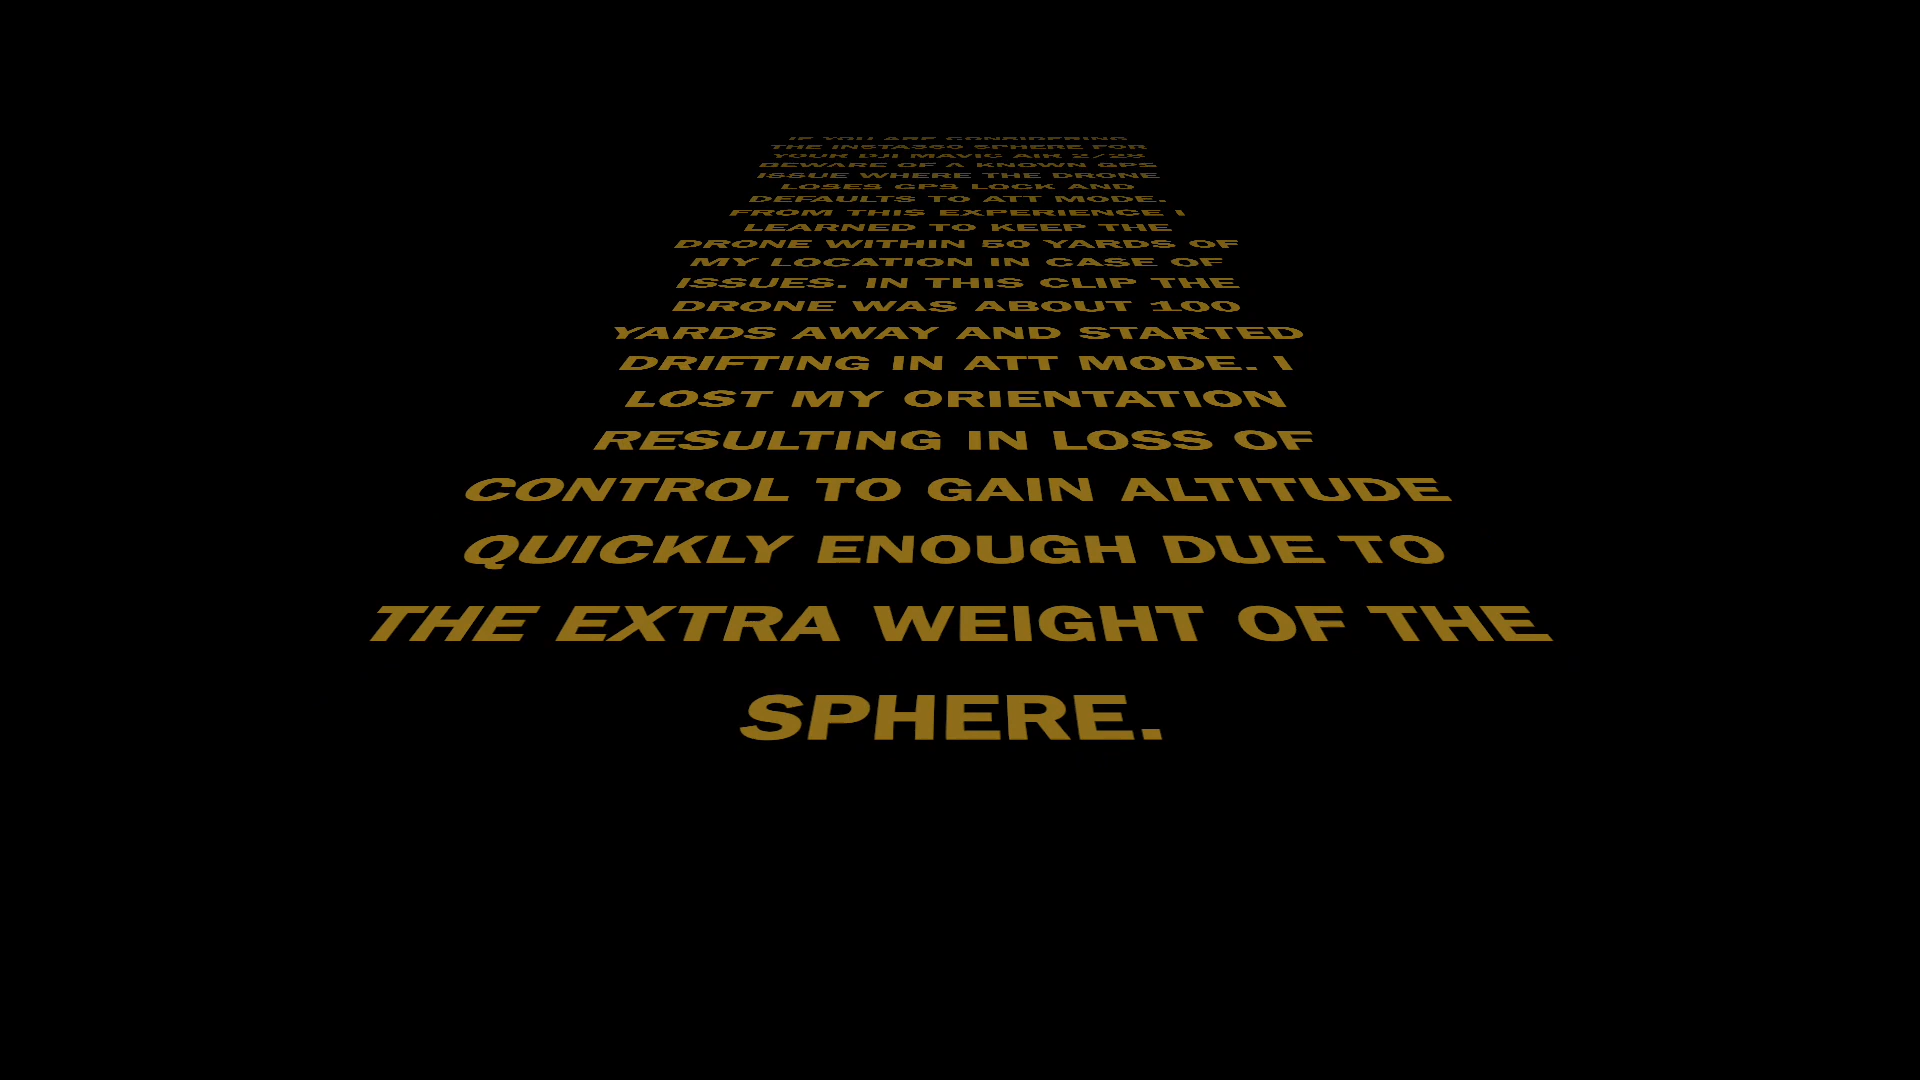 IF YOU ARE CONSIDERING
THE INSTA360 SPHERE FOR
YOUR DJI MAVIC AIR 2/2S
BEWARE OF A KNOWN GPS
ISSUE WHERE THE DRONE
LOSES GPS LOCK AND
DEFAULTS TO ATT MODE.
FROM THIS EXPERIENCE I
LEARNED TO KEEP THE
DRONE WITHIN 50 YARDS OF
MY LOCATION IN CASE OF
ISSUES. IN THIS CLIP THE
DRONE WAS ABOUT 100
YARDS AWAY AND STARTED
DRIFTING IN ATT MODE. I
LOST MY ORIENTATION
RESULTING IN LOSS OF
CONTROL TO GAIN ALTITUDE
QUICKLY ENOUGH DUE TO
THE EXTRA WEIGHT OF THE
SPHERE.